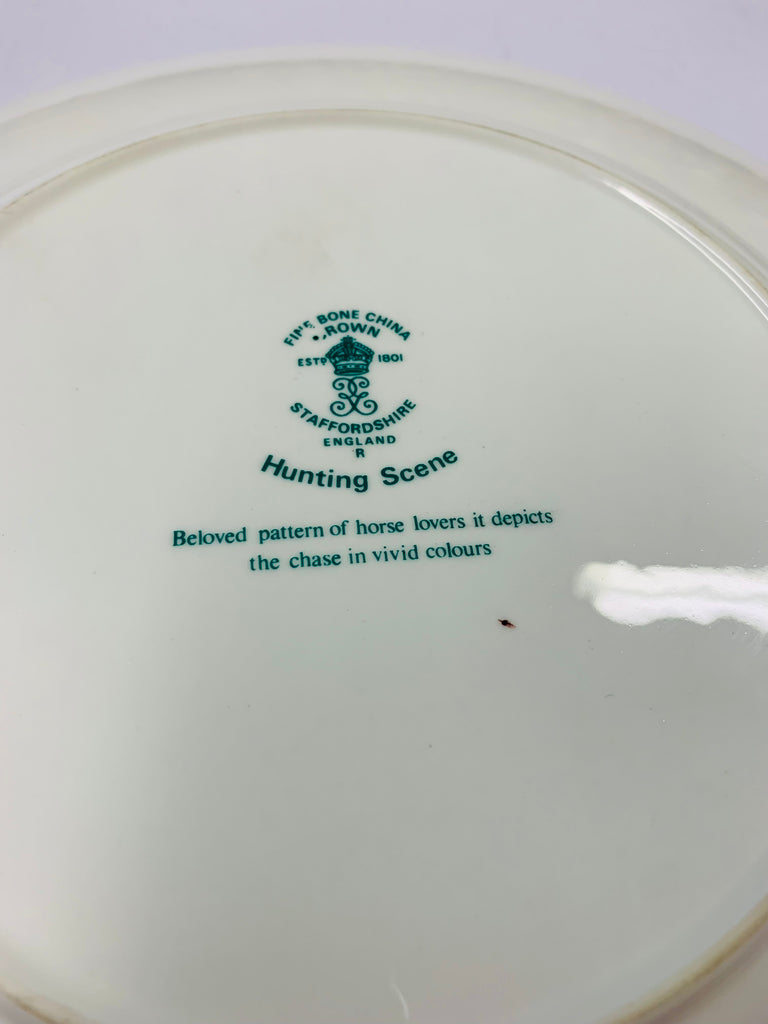 FINE BONE CHINA
CROWN
ESTD 1801
STAFFORDSHIRE
ENGLAND
R
Hunting Scene
Beloved pattern of horse lovers it depicts
the chase in vivid colours